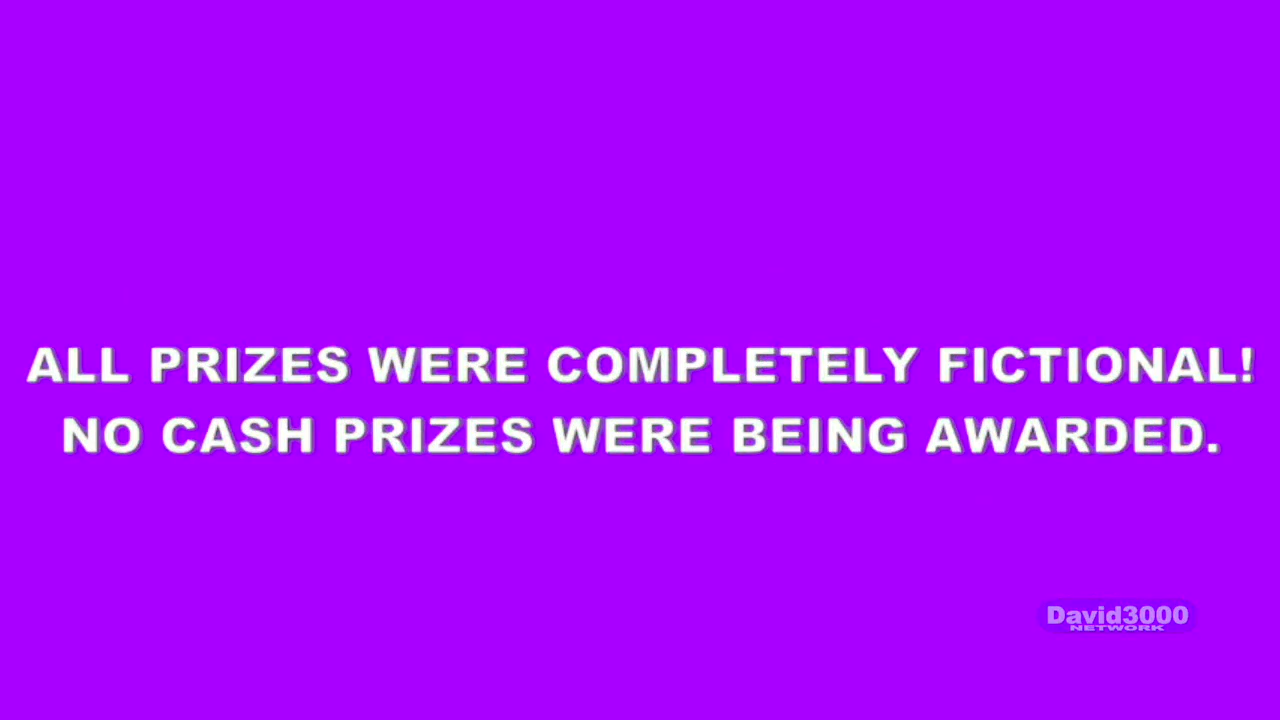 ALL PRIZES WERE COMPLETELY FICTIONAL!
NO CASH PRIZES WERE BEING AWARDED.
David3000
NETWORK